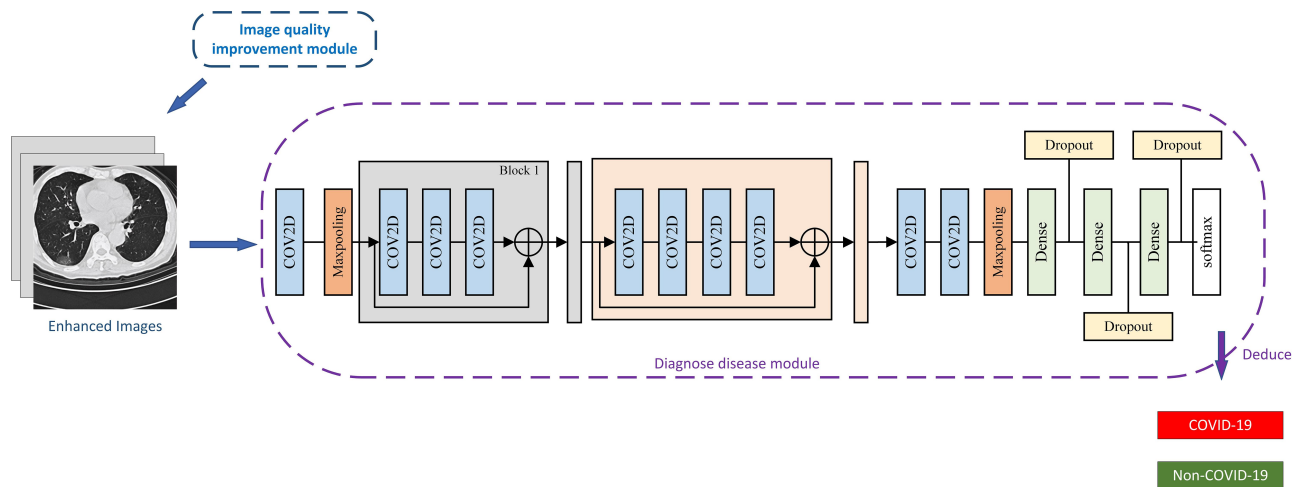 Image quality
improvement module
Enhanced Images
COV2D
Maxpooling
Block 1
COV2D
COV2D
COV2D
COV2D
COV2D
COV2D
COV2D
COV2D
COV2D
Maxpooling
Dense
Dropout
Dense
Dropout
Dense
Dropout
softmax
Diagnose disease module
Deduce
COVID-19
Non-COVID-19